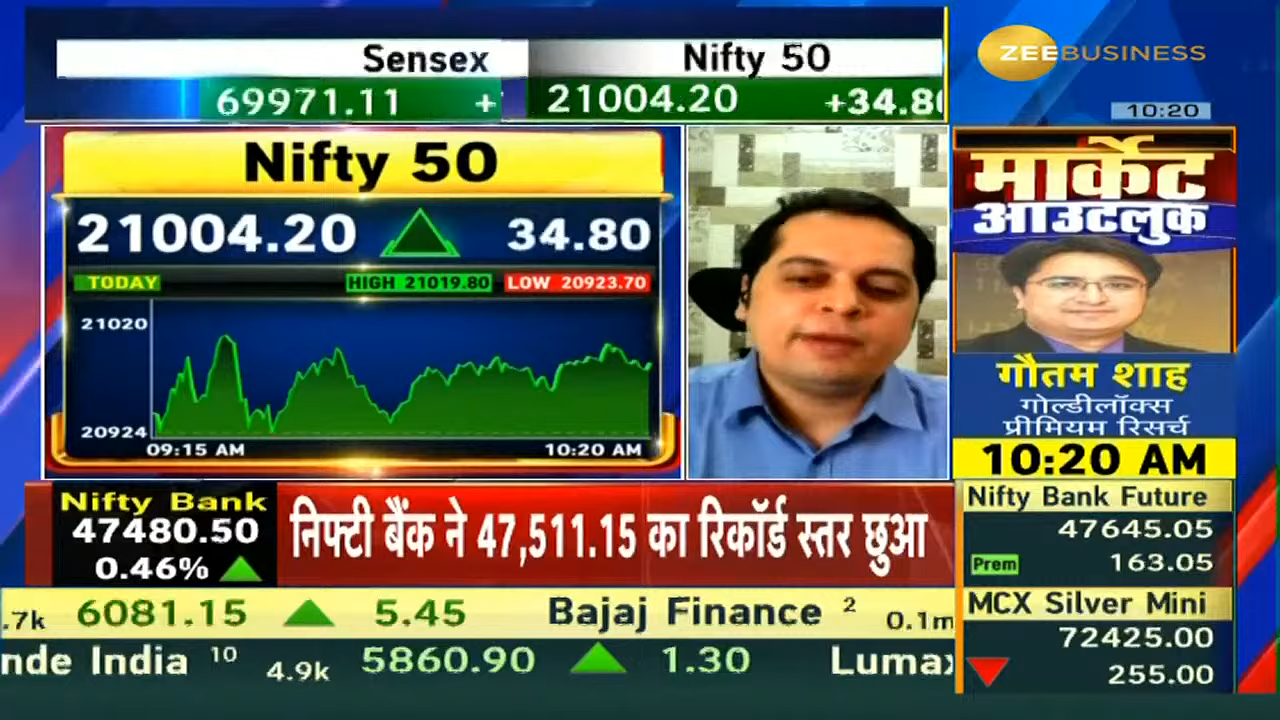 Sensex
69971.11 +
Nifty 50
21004.20 +34.80
ZEEBUSINESS
10:20
Nifty 50
21004.20 34.80
TODAY HIGH 21019.80 LOW 20923.70
21020
20924
09:15 AM 10:20 AM
मार्केट
आउटलुक
गौतम शाह
गोल्डीलॉक्स
प्रीमियम रिसर्च
10:20 AM
Nifty Bank
47480.50
0.46%
निफ्टी बैंक ने 47,511.15 का रिकॉर्ड स्तर छुआ
Nifty Bank Future
47645.05
Prem 163.05
MCX Silver Mini
72425.00
255.00
.7k 6081.15 5.45 Bajaj Finance 2 0.1m
nde India 10 4.9k 5860.90 1.30 Lumax